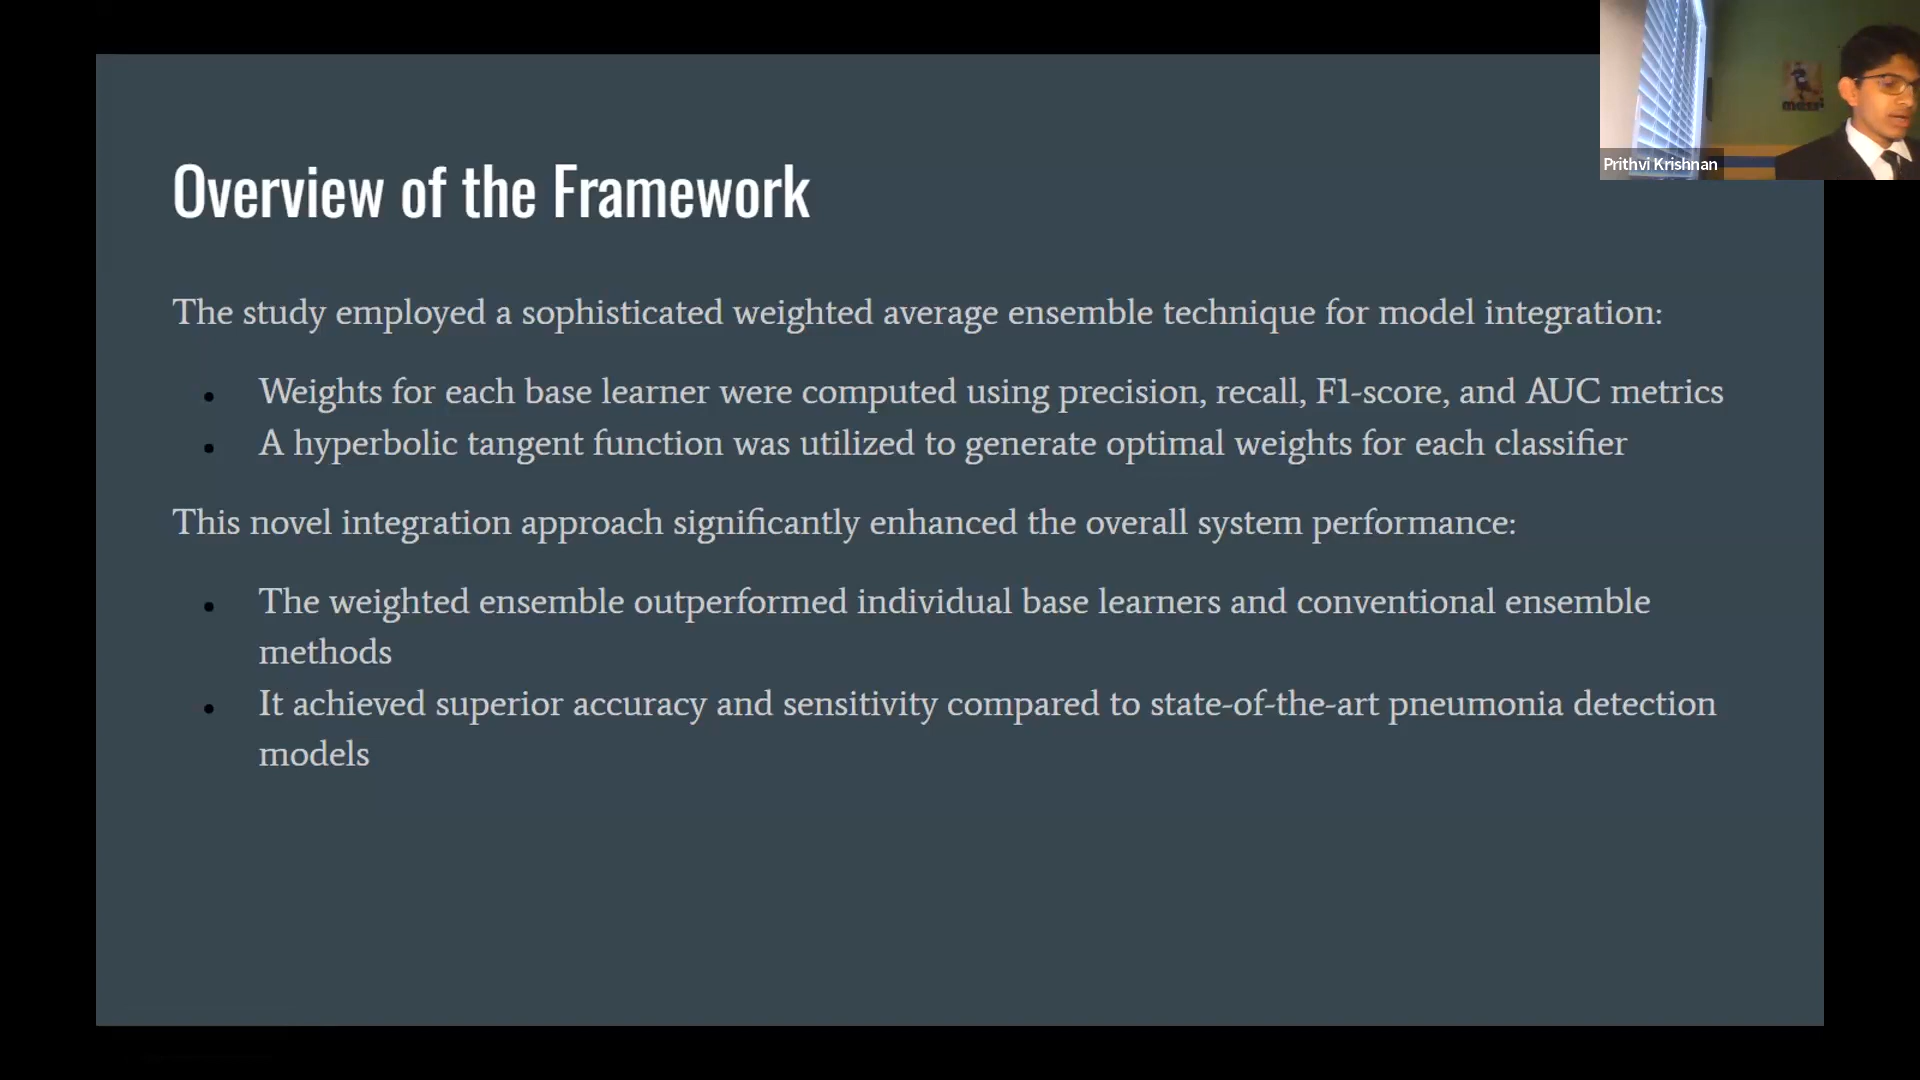 Overview of the Framework
The study employed a sophisticated weighted average ensemble technique for model integration:
• Weights for each base learner were computed using precision, recall, F1-score, and AUC metrics
• A hyperbolic tangent function was utilized to generate optimal weights for each classifier
This novel integration approach significantly enhanced the overall system performance:
• The weighted ensemble outperformed individual base learners and conventional ensemble
methods
• It achieved superior accuracy and sensitivity compared to state-of-the-art pneumonia detection
models
messi
Prithvi Krishnan